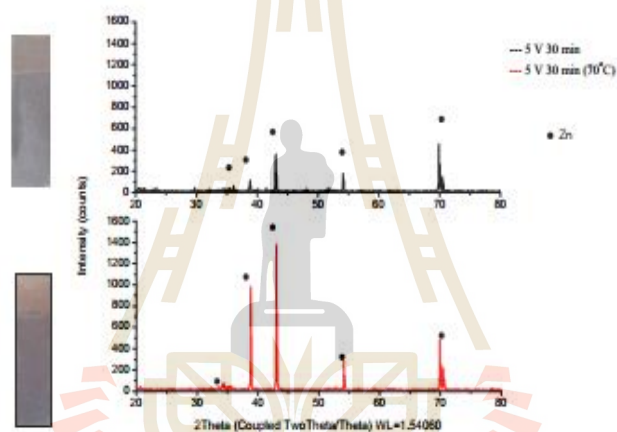 1600
1400
1200
1000
800
600
400
200
0
20 30 40 50 60 70 80
--- 5 V 30 min
--- 5 V 30 min (70°C)
● Zn
Intensity (counts)
1600
1400
1200
1000
800
600
400
200
0
20 30 40 50 60 70 80
2Theta (Coupled TwoTheta/Theta) WL=1.54060